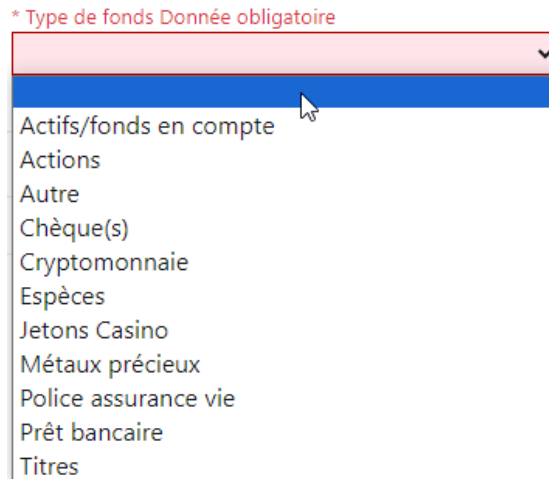 * Type de fonds Donnée obligatoire
Actifs/fonds en compte
Actions
Autre
Chèque(s)
Cryptomonnaie
Espèces
Jetons Casino
Métaux précieux
Police assurance vie
Prêt bancaire
Titres